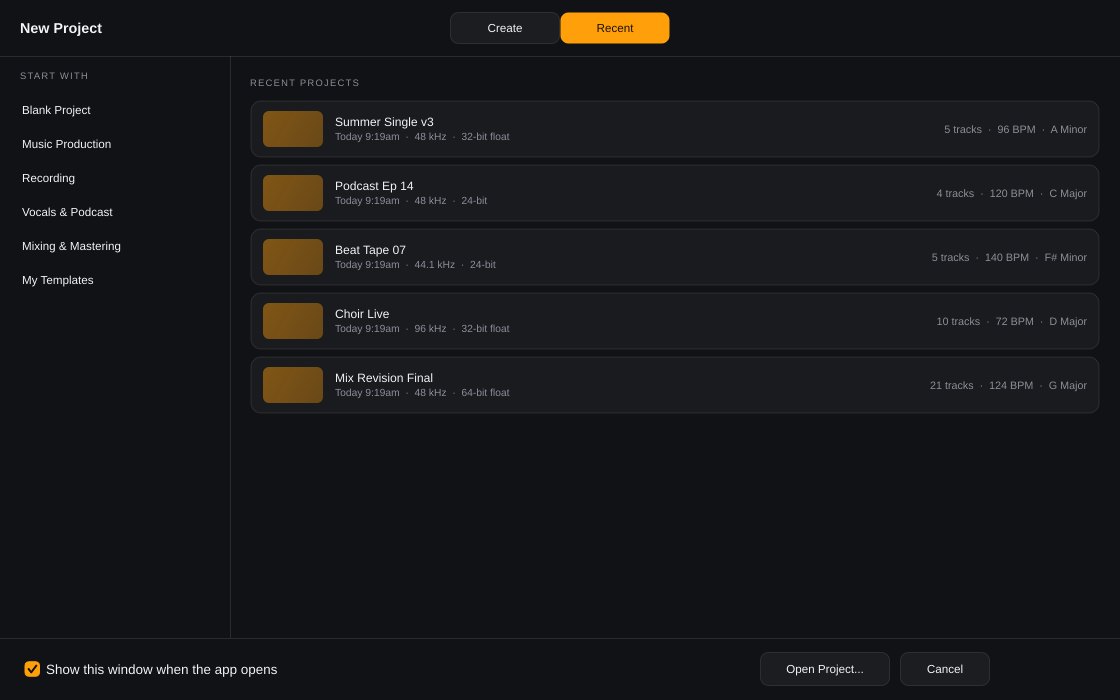 New Project
Create
Recent
START WITH
Blank Project
Music Production
Recording
Vocals & Podcast
Mixing & Mastering
My Templates
RECENT PROJECTS
Summer Single v3
Today 9:19am · 48 kHz · 32-bit float
5 tracks · 96 BPM · A Minor
Podcast Ep 14
Today 9:19am · 48 kHz · 24-bit
4 tracks · 120 BPM · C Major
Beat Tape 07
Today 9:19am · 44.1 kHz · 24-bit
5 tracks · 140 BPM · F# Minor
Choir Live
Today 9:19am · 96 kHz · 32-bit float
10 tracks · 72 BPM · D Major
Mix Revision Final
Today 9:19am · 48 kHz · 64-bit float
21 tracks · 124 BPM · G Major
Show this window when the app opens
Open Project...
Cancel